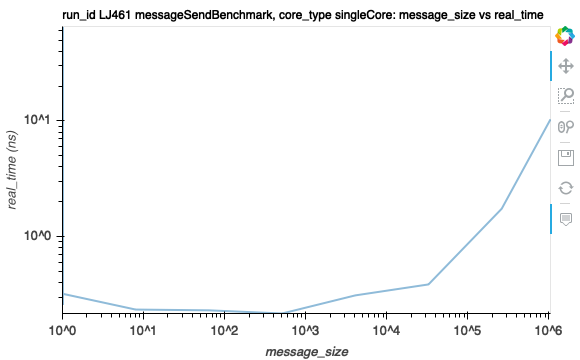 run_id LJ461 messageSendBenchmark, core_type singleCore: message_size vs real_time
10^1
10^0
real_time (ns)
10^0 10^1 10^2 10^3 10^4 10^5 10^6
message_size